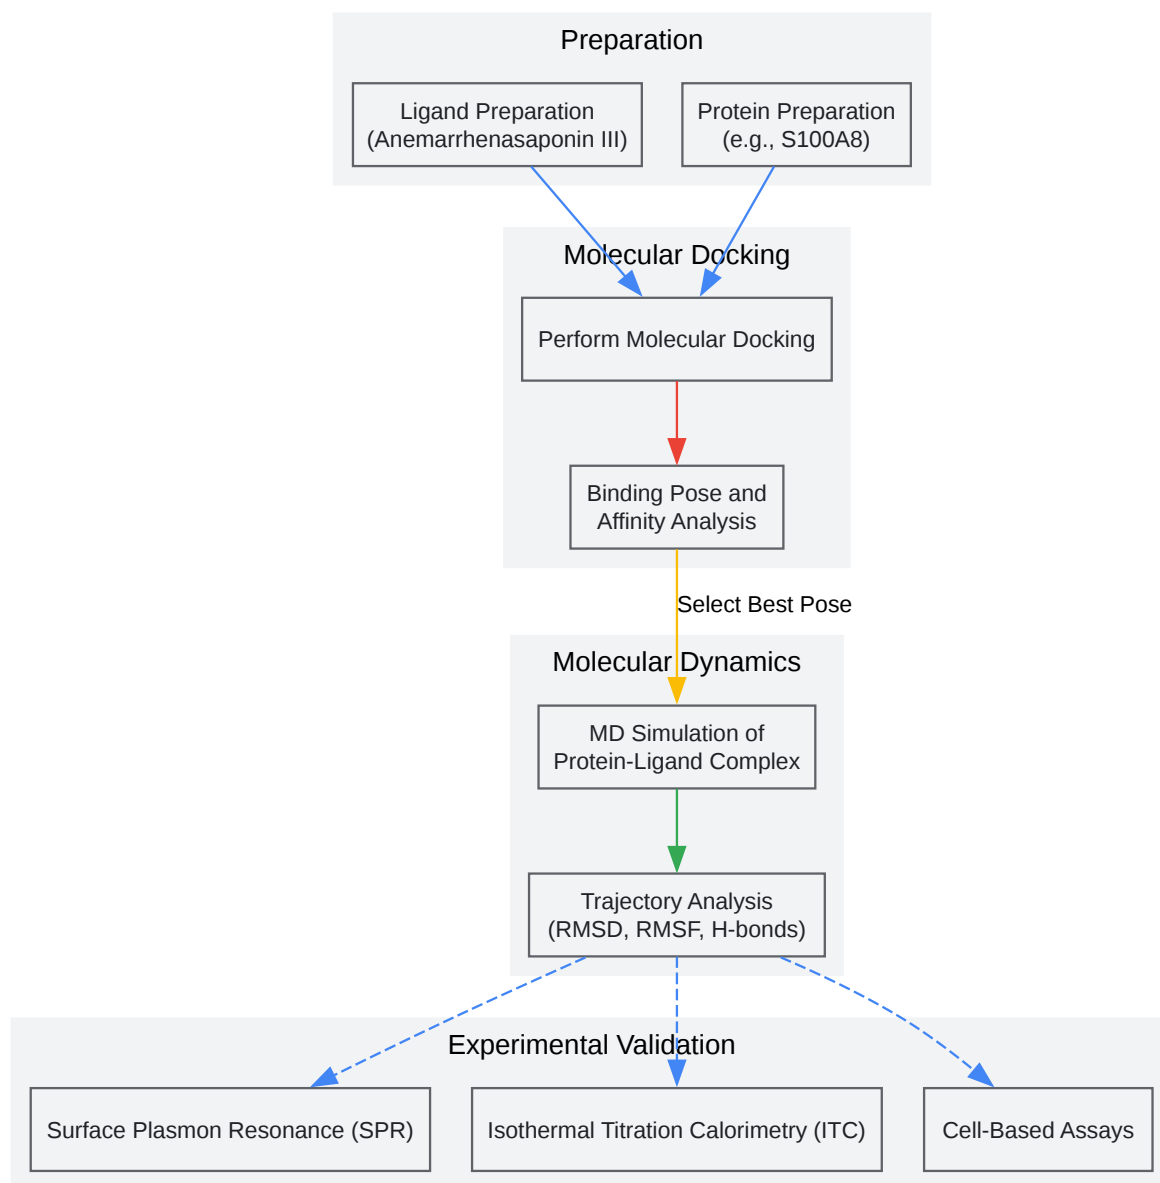 Preparation
Ligand Preparation
(Anemarrhenasaponin III)
Protein Preparation
(e.g., S100A8)
Molecular Docking
Perform Molecular Docking
Binding Pose and
Affinity Analysis
Select Best Pose
Molecular Dynamics
MD Simulation of
Protein-Ligand Complex
Trajectory Analysis
(RMSD, RMSF, H-bonds)
Experimental Validation
Surface Plasmon Resonance (SPR)
Isothermal Titration Calorimetry (ITC)
Cell-Based Assays